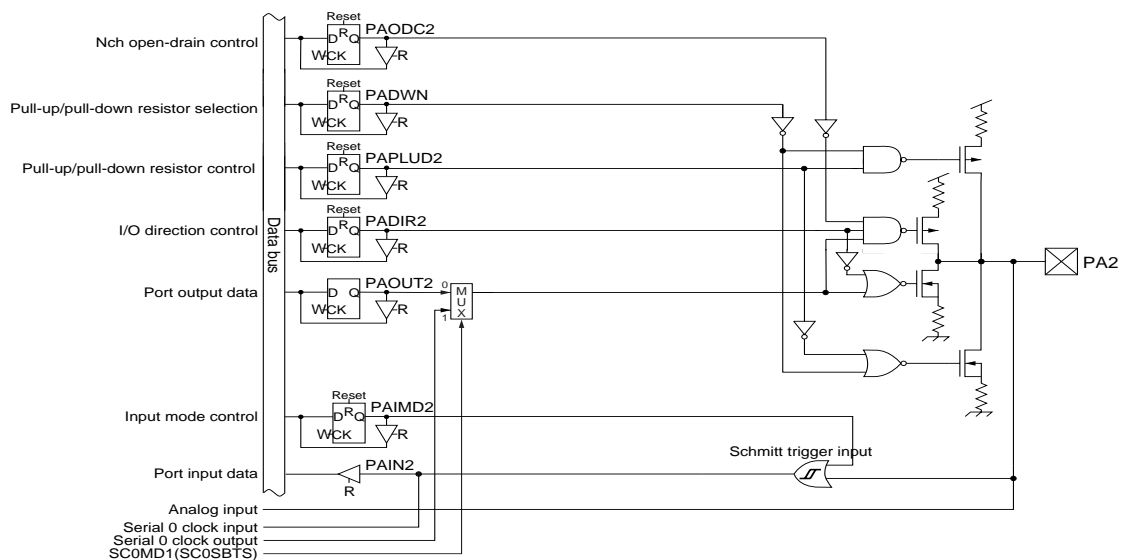 Reset
Nch open-drain control
D R Q
PAODC2
WCK
R
Reset
Pull-up/pull-down resistor selection
D R Q
PADWN
WCK
R
Reset
Pull-up/pull-down resistor control
D R Q
PAPLUD2
WCK
R
Reset
I/O direction control
D R Q
PADIR2
WCK
R
Data bus
Port output data
D Q
PAOUT2
WCK
R
0
1
MUX
PA2
Reset
Input mode control
D R Q
PAIMD2
WCK
R
Schmitt trigger input
Port input data
PAIN2
R
Analog input
Serial 0 clock input
Serial 0 clock output
SC0MD1(SC0SBTS)